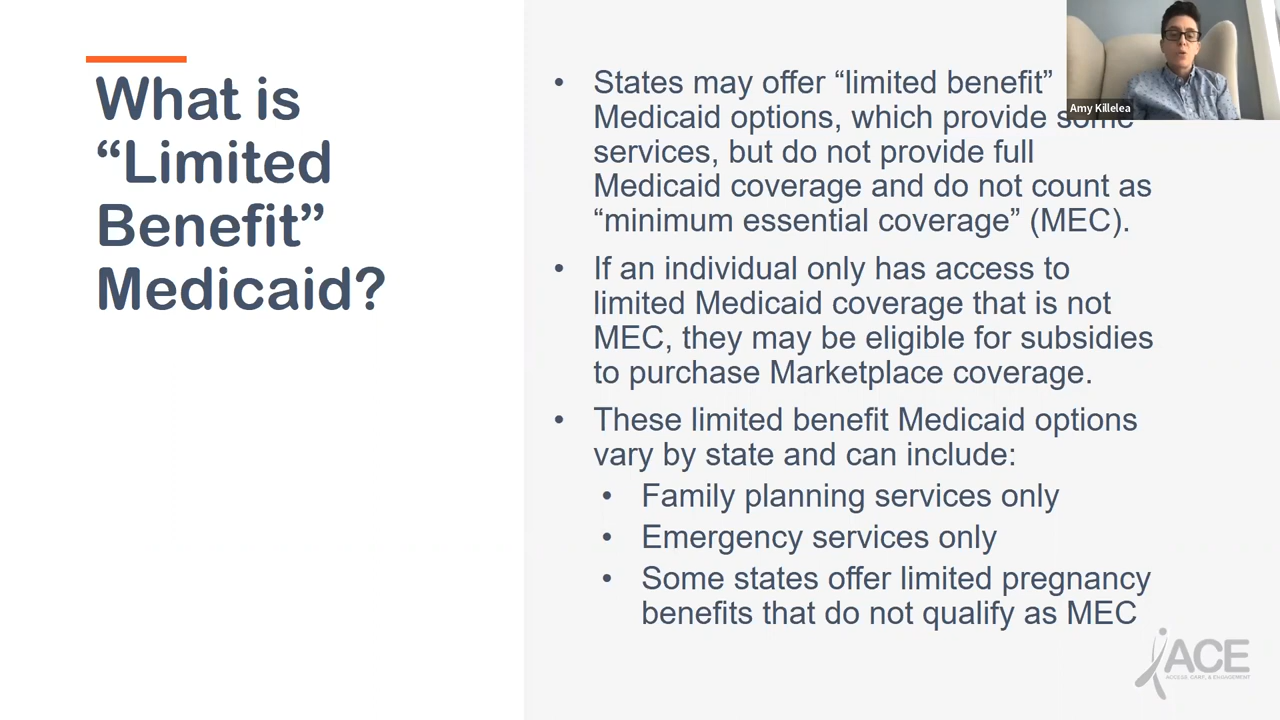 What is
“Limited
Benefit”
Medicaid?
• States may offer “limited benefit”
Medicaid options, which provide some
services, but do not provide full
Medicaid coverage and do not count as
“minimum essential coverage” (MEC).
• If an individual only has access to
limited Medicaid coverage that is not
MEC, they may be eligible for subsidies
to purchase Marketplace coverage.
• These limited benefit Medicaid options
vary by state and can include:
• Family planning services only
• Emergency services only
• Some states offer limited pregnancy
benefits that do not qualify as MEC
Amy Killelea
ACE
ACCESS, CARE, & ENGAGEMENT